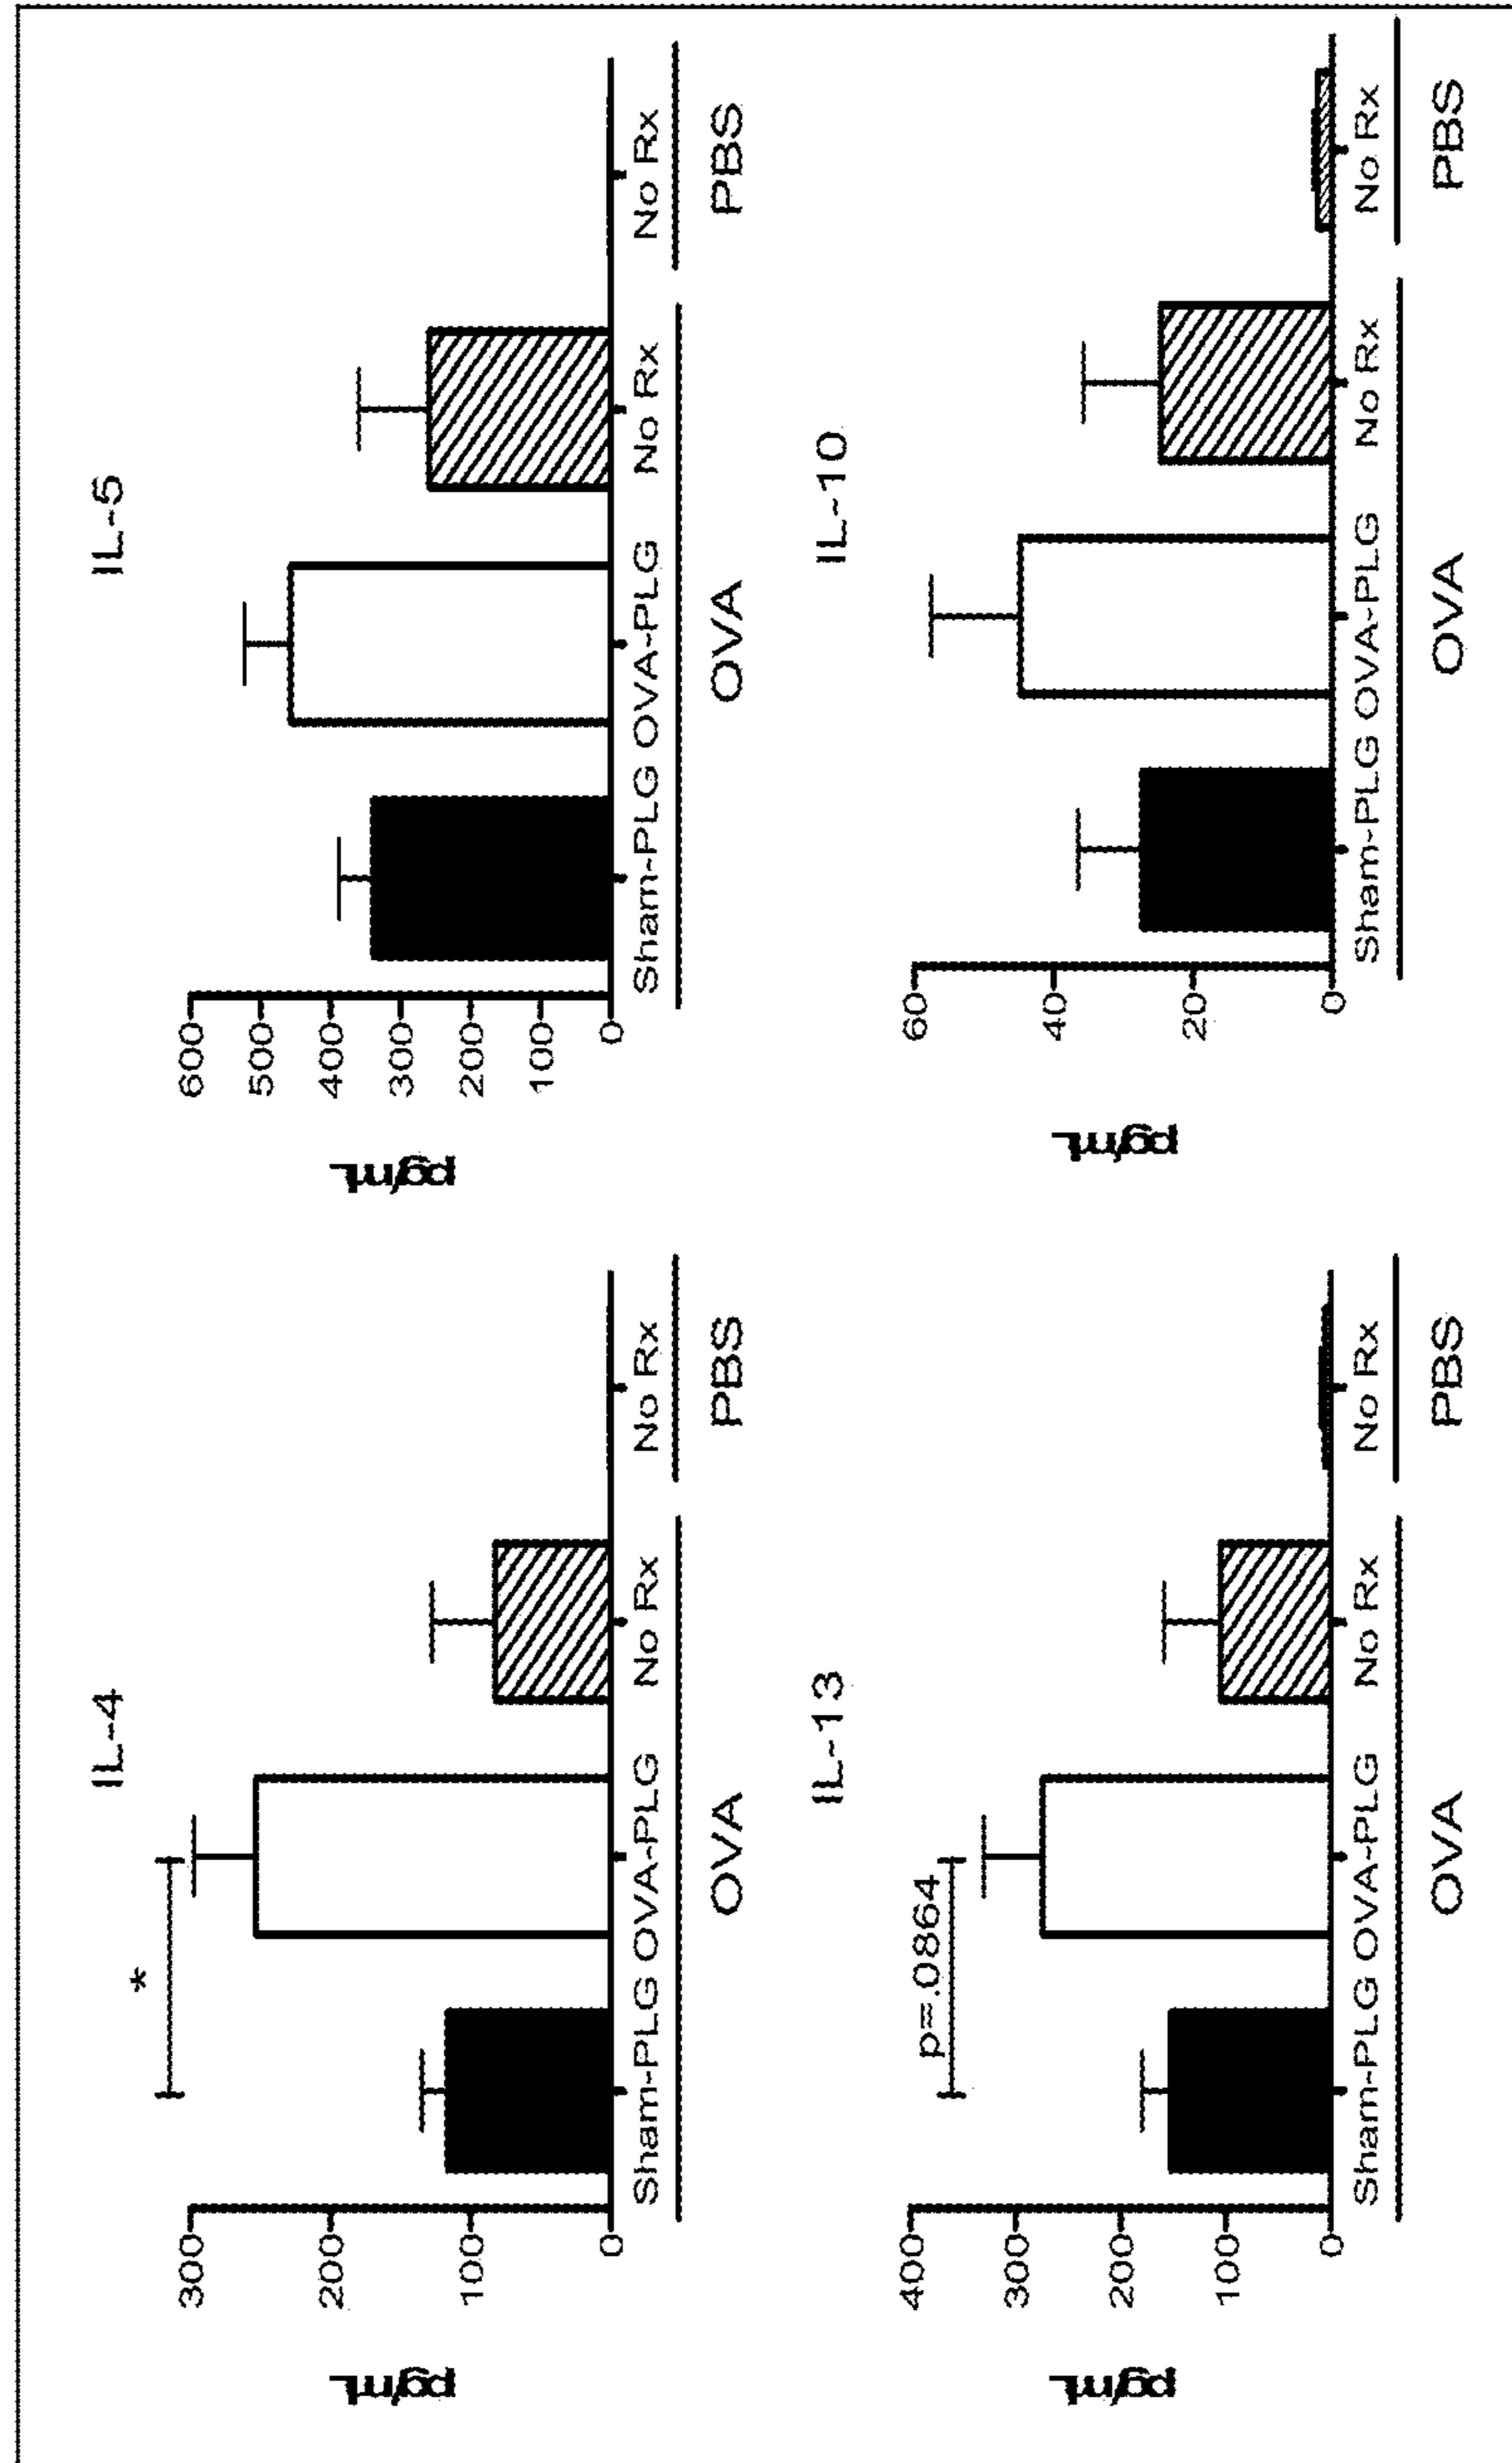 IL-4
*
pg/mL
300
200
100
0
Sham-PLG OVA-PLG No Rx No Rx
OVA PBS
IL-5
pg/mL
600
500
400
300
200
100
0
Sham-PLG OVA-PLG No Rx No Rx
OVA PBS
IL-13
p=.0864
pg/mL
400
300
200
100
0
Sham-PLG OVA-PLG No Rx No Rx
OVA PBS
IL-10
pg/mL
60
40
20
0
Sham-PLG OVA-PLG No Rx No Rx
OVA PBS